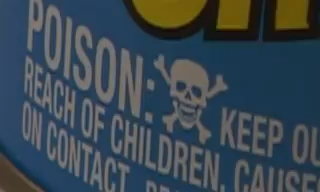 POISON: KEEP OU
REACH OF CHILDREN. CAUSE
ON CONTACT.